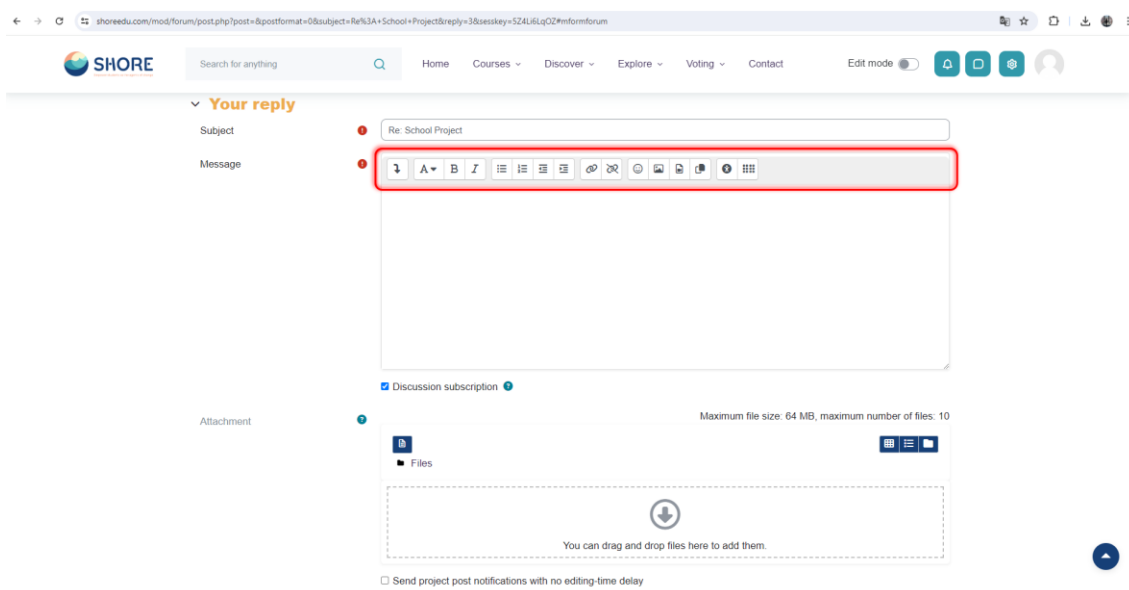 shoreedu.com/mod/forum/post.php?post=&postformat=0&subject=Re%3A+School+Project&reply=3&sesskey=5Z4Li6LqOZ#mformforum
SHORE Search for anything Home Courses Discover Explore Voting Contact Edit mode
Your reply
Subject Re: School Project
Message A B I
Discussion subscription
Maximum file size: 64 MB, maximum number of files: 10
Attachment
Files
You can drag and drop files here to add them.
Send project post notifications with no editing-time delay